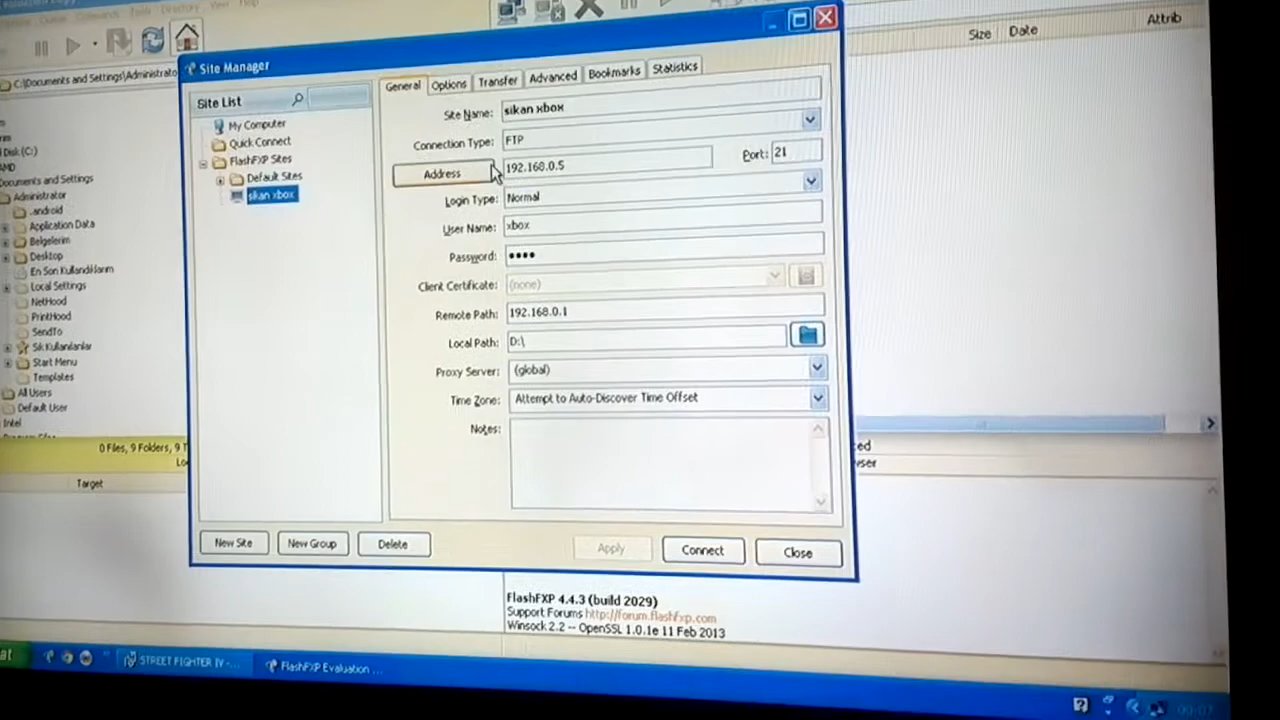 Size
Date
Attrib
C:\Documents and Settings\Administrato
Site Manager
Site List
My Computer
Quick Connect
FlashFXP Sites
Default Sites
sikan xbox
General
Options
Transfer
Advanced
Bookmarks
Statistics
Site Name: sikan xbox
Connection Type: FTP
Address 192.168.0.5 Port: 21
Login Type: Normal
User Name: xbox
Password: ••••
Client Certificate: (none)
Remote Path: 192.168.0.1
Local Path: D:\
Proxy Server: (global)
Time Zone: Attempt to Auto-Discover Time Offset
Notes:
New Site
New Group
Delete
Apply
Connect
Close
Disk (C:)
Documents
Administrator
.android
Application Data
Belgelerim
Desktop
En Son Kullandıklarım
Local Settings
NetHood
PrintHood
SendTo
Sık Kullanılanlar
Start Menu
Templates
All Users
Default User
Intel
0 Files, 9 Folders, 9 T
Target
FlashFXP 4.4.3 (build 2029)
Support Forums http://forum.flashfxp.com
Winsock 2.2 -- OpenSSL 1.0.1e 11 Feb 2013
STREET FIGHTER IV -...
FlashFXP Evaluation ...